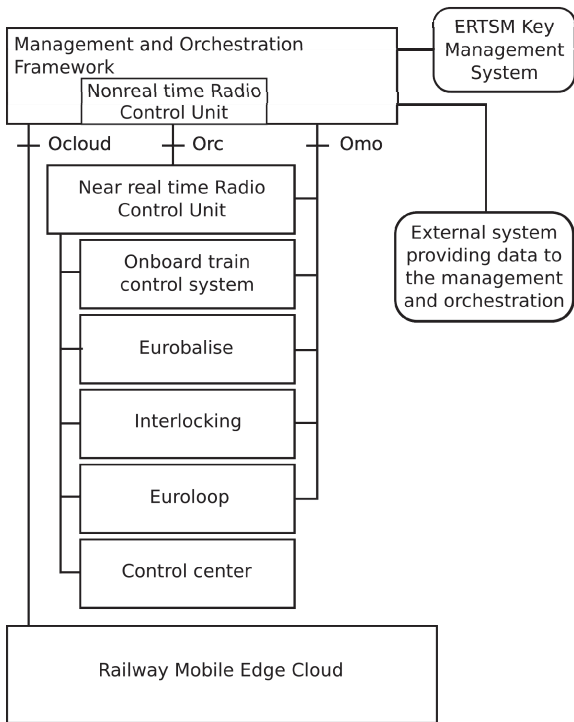 ERTSM Key
Management
System
Management and Orchestration
Framework
Nonreal time Radio
Control Unit
Ocloud
Orc
Omo
Near real time Radio
Control Unit
External system
providing data to
the management
and orchestration
Onboard train
control system
Eurobalise
Interlocking
Euroloop
Control center
Railway Mobile Edge Cloud